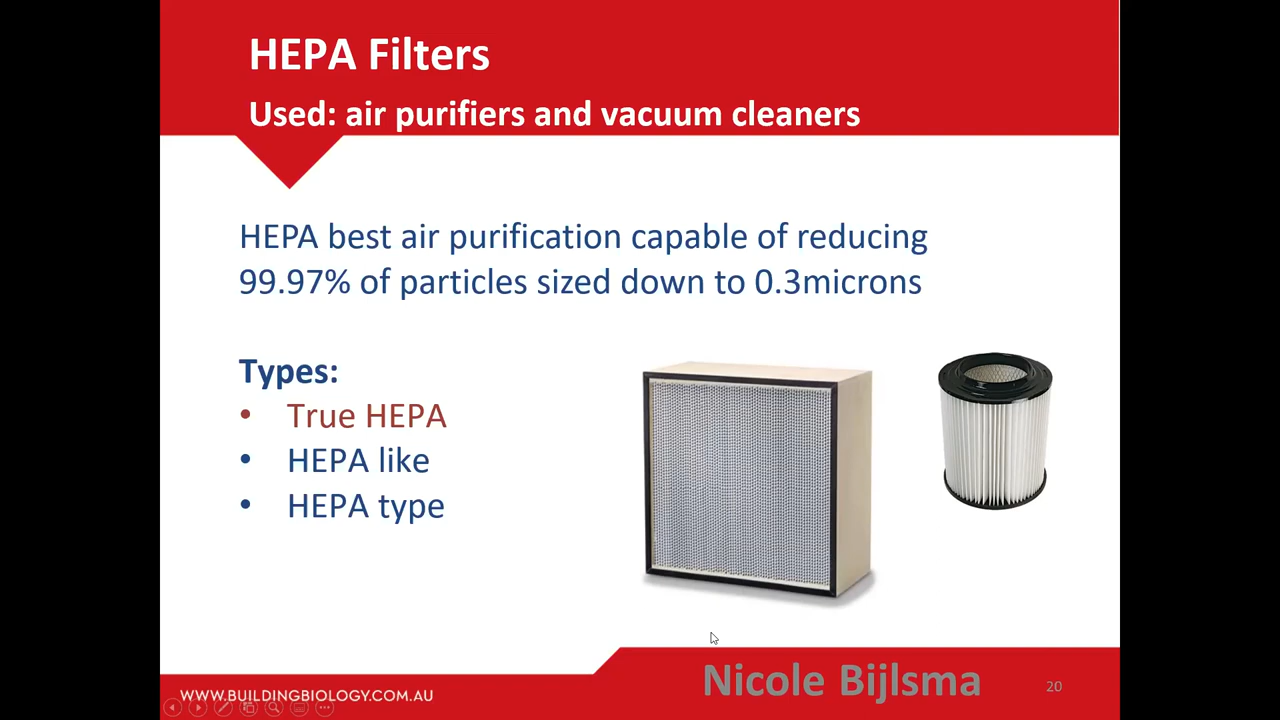 HEPA Filters
Used: air purifiers and vacuum cleaners
HEPA best air purification capable of reducing
99.97% of particles sized down to 0.3microns
Types:
• True HEPA
• HEPA like
• HEPA type
Nicole Bijlsma
20
WWW.BUILDINGBIOLOGY.COM.AU